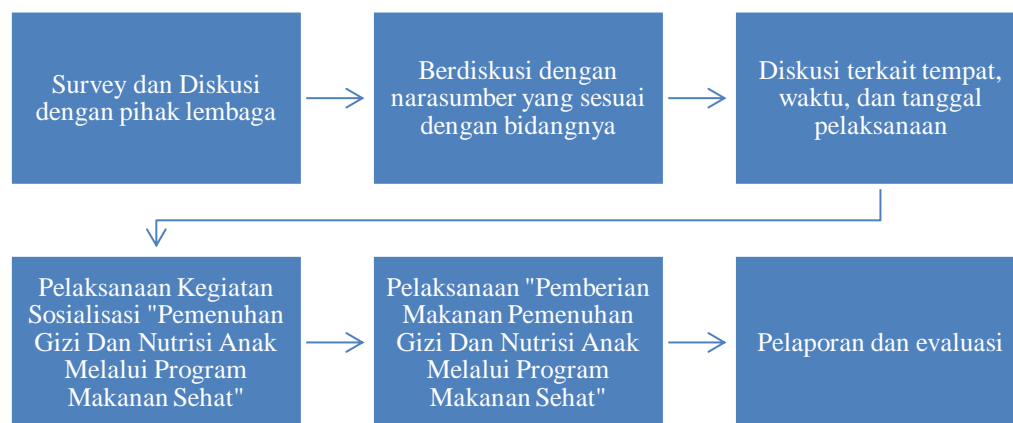 Survey dan Diskusi
dengan pihak lembaga
Berdiskusi dengan
narasumber yang sesuai
dengan bidangnya
Diskusi terkait tempat,
waktu, dan tanggal
pelaksanaan
Pelaksanaan Kegiatan
Sosialisasi "Pemenuhan
Gizi Dan Nutrisi Anak
Melalui Program
Makanan Sehat"
Pelaksanaan "Pemberian
Makanan Pemenuhan
Gizi Dan Nutrisi Anak
Melalui Program
Makanan Sehat"
Pelaporan dan evaluasi